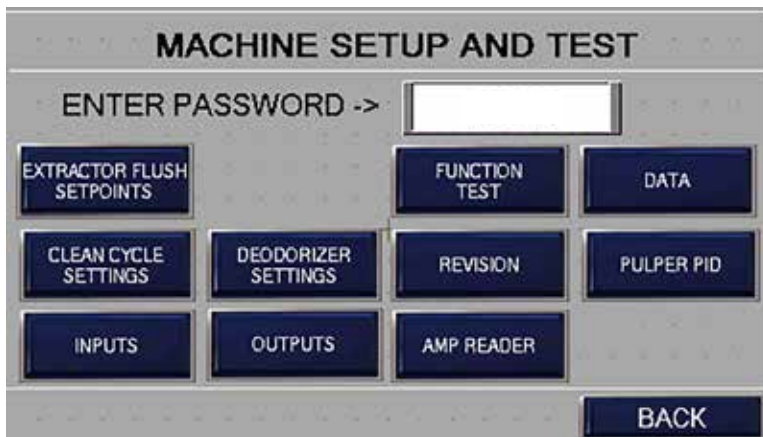 MACHINE SETUP AND TEST
ENTER PASSWORD ->
EXTRACTOR FLUSH
SETPOINTS
FUNCTION
TEST
DATA
CLEAN CYCLE
SETTINGS
DEODORIZER
SETTINGS
REVISION
PULPER PID
INPUTS
OUTPUTS
AMP READER
BACK